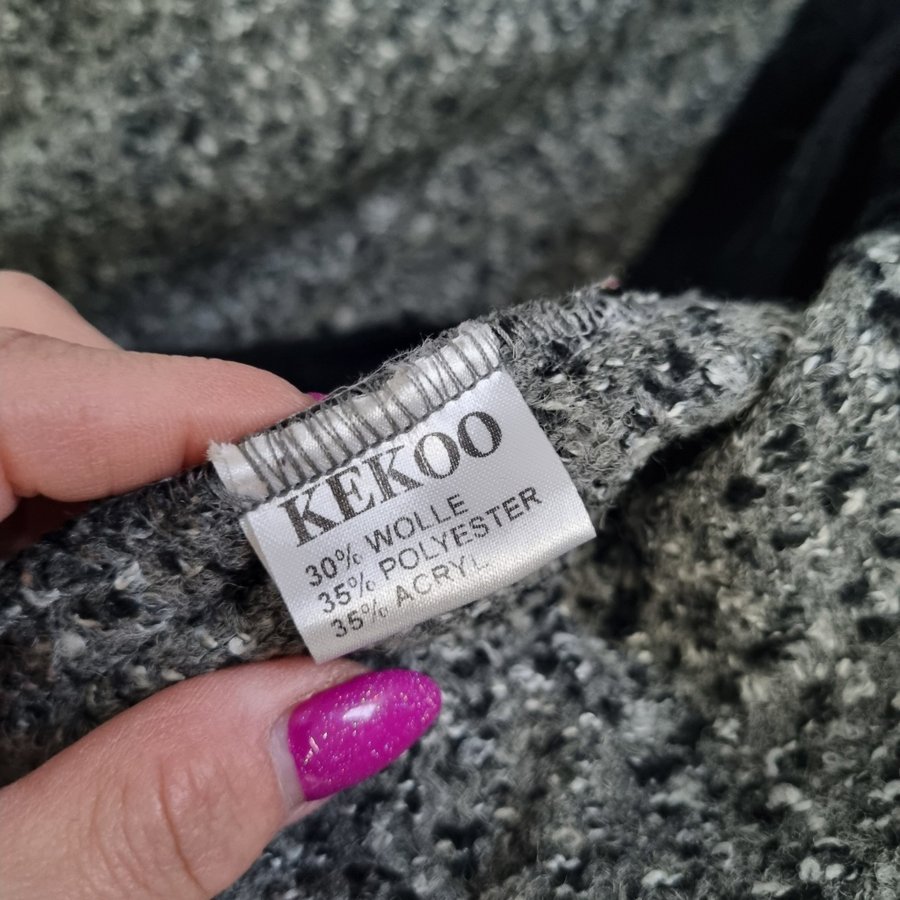 KEKOO
30% WOLLE
35% POLYESTER
35% ACRYL